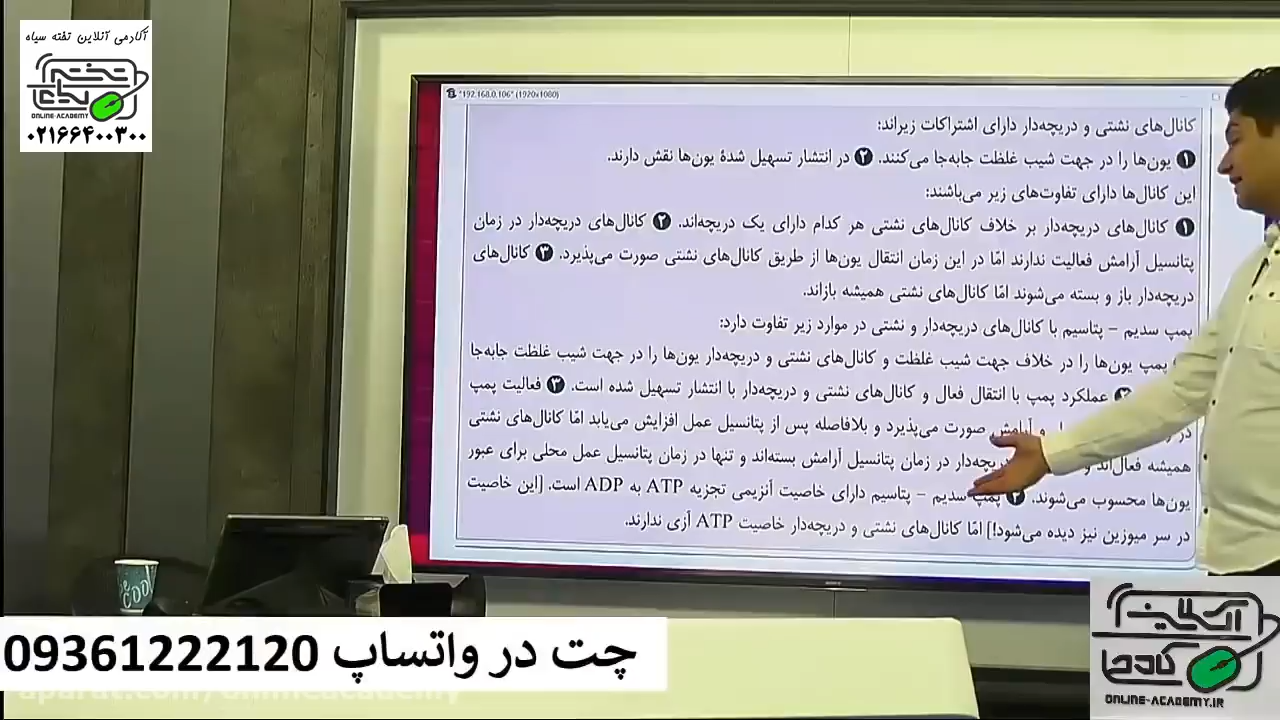 آکادمی آنلاین تخته سیاه
تخته سیاه
ONLINE-ACADEMY
۰۲۱۶۶۴۰۰۳۰۰
"192.168.0.106" (1920x1080)
کانال‌های نشتی و دریچه‌دار دارای اشتراکات زیراند:
❶ یون‌ها را در جهت شیب غلظت جابه‌جا می‌کنند. ❷ در انتشار تسهیل شدهٔ یون‌ها نقش دارند.
این کانال‌ها دارای تفاوت‌های زیر می‌باشند:
❶ کانال‌های دریچه‌دار بر خلاف کانال‌های نشتی هر کدام دارای یک دریچه‌اند. ❷ کانال‌های دریچه‌دار در زمان
پتانسیل آرامش فعالیت ندارند امّا در این زمان انتقال یون‌ها از طریق کانال‌های نشتی صورت می‌پذیرد. ❸ کانال‌های
دریچه‌دار باز و بسته می‌شوند امّا کانال‌های نشتی همیشه بازاند.
پمپ سدیم – پتاسیم با کانال‌های دریچه‌دار و نشتی در موارد زیر تفاوت دارد:
پمپ یون‌ها را در خلاف جهت شیب غلظت و کانال‌های نشتی و دریچه‌دار یون‌ها را در جهت شیب غلظت جابه‌جا
❷ عملکرد پمپ با انتقال فعال و کانال‌های نشتی و دریچه‌دار با انتشار تسهیل شده است. ❸ فعالیت پمپ
در و آرامش صورت می‌پذیرد و بلافاصله پس از پتانسیل عمل افزایش می‌یابد امّا کانال‌های نشتی
همیشه فعال‌اند و دریچه‌دار در زمان پتانسیل آرامش بسته‌اند و تنها در زمان پتانسیل عمل محلی برای عبور
یون‌ها محسوب می‌شوند. ❹ پمپ سدیم – پتاسیم دارای خاصیت آنزیمی تجزیه ATP به ADP است. [این خاصیت
در سر میوزین نیز دیده می‌شود!] امّا کانال‌های نشتی و دریچه‌دار خاصیت ATP آزی ندارند.
چت در واتساپ 09361222120
aparat.com/onlineacademy
آنلاین
آکادمی
ONLINE-ACADEMY.IR